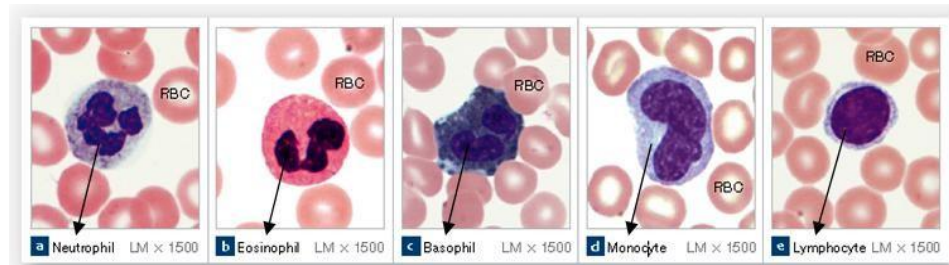 RBC
RBC
RBC
RBC
a Neutrophil LM × 1500
b Eosinophil LM × 1500
c Basophil LM × 1500
d Monocyte LM × 1500
e Lymphocyte LM × 1500